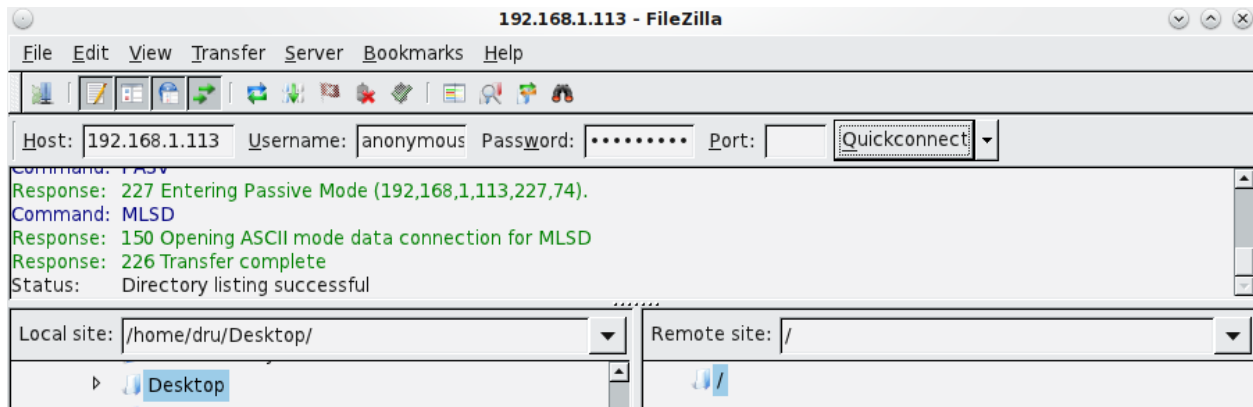 192.168.1.113 - FileZilla
File Edit View Transfer Server Bookmarks Help
Host: 192.168.1.113 Username: anonymous Password: ••••••••• Port: Quickconnect
Command: PASV
Response: 227 Entering Passive Mode (192,168,1,113,227,74).
Command: MLSD
Response: 150 Opening ASCII mode data connection for MLSD
Response: 226 Transfer complete
Status: Directory listing successful
Local site: /home/dru/Desktop/ Remote site: /
Desktop /